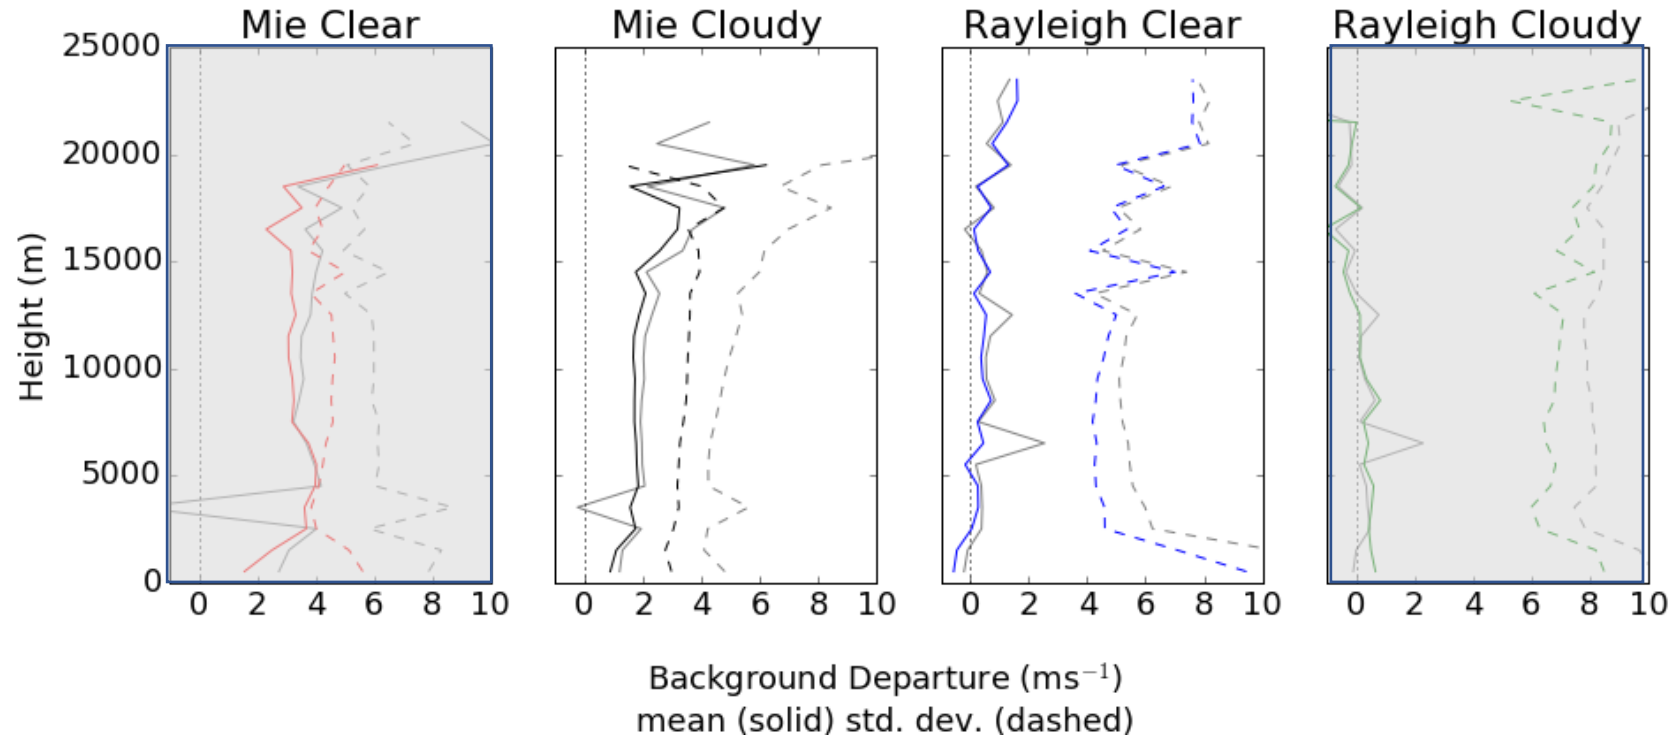 Mie Clear
Mie Cloudy
Rayleigh Clear
Rayleigh Cloudy
25000
20000
15000
10000
5000
0
Height (m)
0 2 4 6 8 10
0 2 4 6 8 10
0 2 4 6 8 10
0 2 4 6 8 10
Background Departure (ms⁻¹)
mean (solid) std. dev. (dashed)